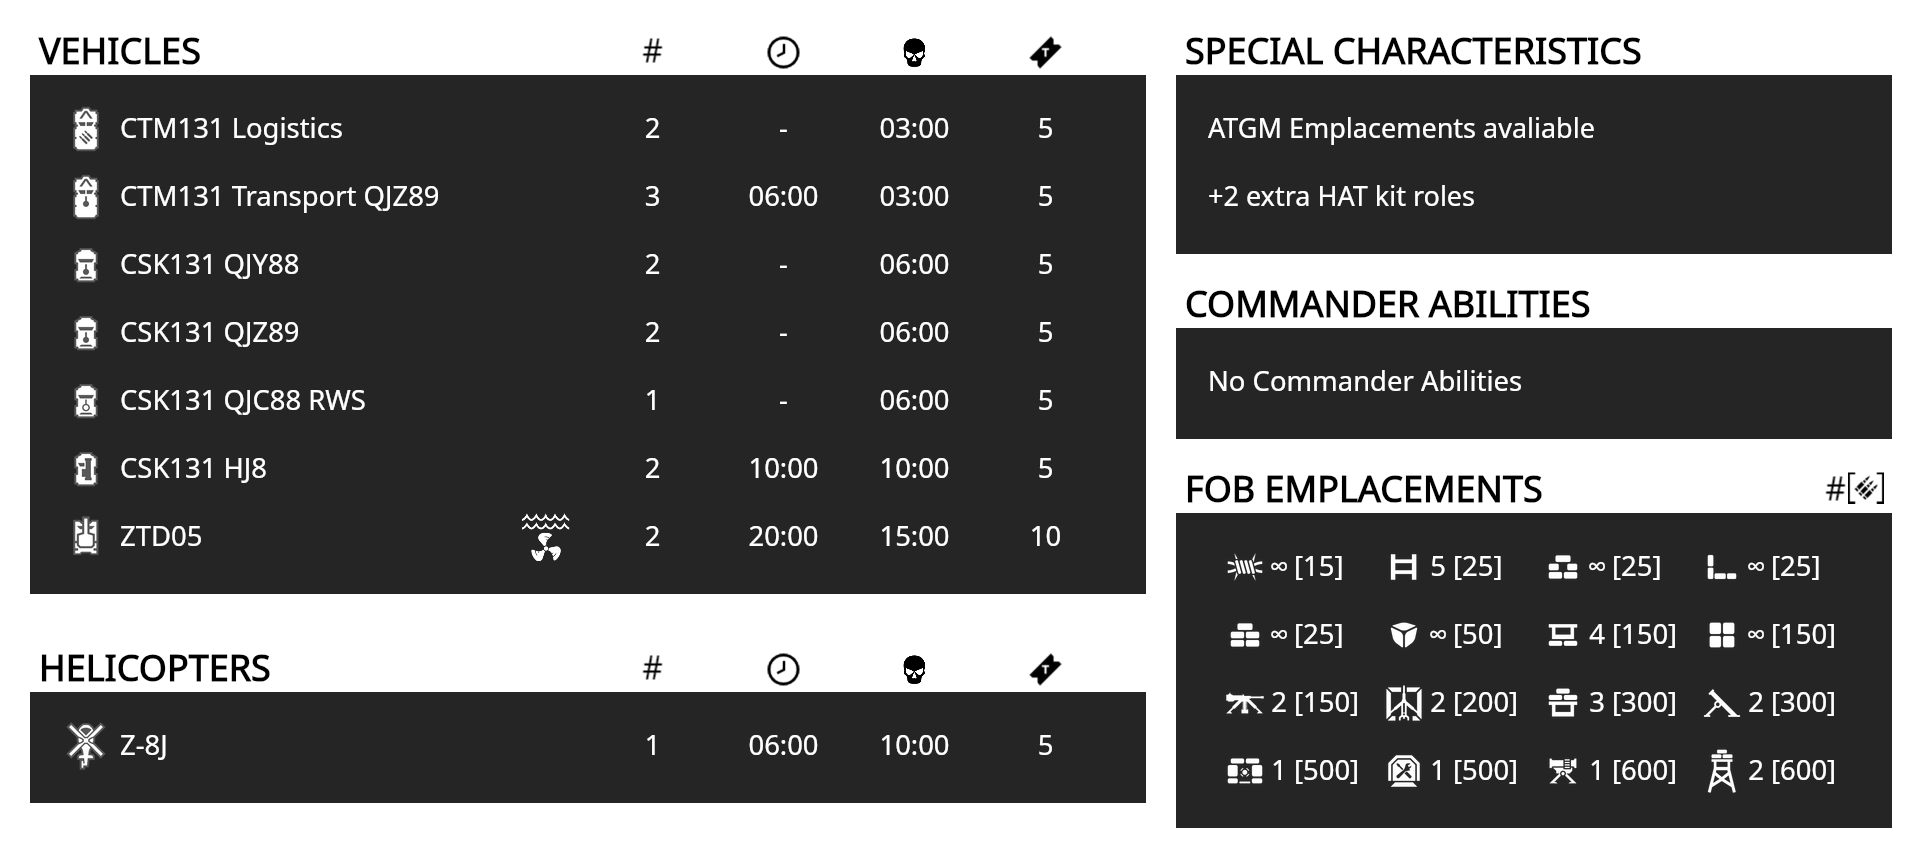 VEHICLES #
CTM131 Logistics 2 - 03:00 5
CTM131 Transport QJZ89 3 06:00 03:00 5
CSK131 QJY88 2 - 06:00 5
CSK131 QJZ89 2 - 06:00 5
CSK131 QJC88 RWS 1 - 06:00 5
CSK131 HJ8 2 10:00 10:00 5
ZTD05 2 20:00 15:00 10
HELICOPTERS #
Z-8J 1 06:00 10:00 5
SPECIAL CHARACTERISTICS
ATGM Emplacements avaliable
+2 extra HAT kit roles
COMMANDER ABILITIES
No Commander Abilities
FOB EMPLACEMENTS #[]
∞ [15] 5 [25] ∞ [25] ∞ [25]
∞ [25] ∞ [50] 4 [150] ∞ [150]
2 [150] 2 [200] 3 [300] 2 [300]
1 [500] 1 [500] 1 [600] 2 [600]